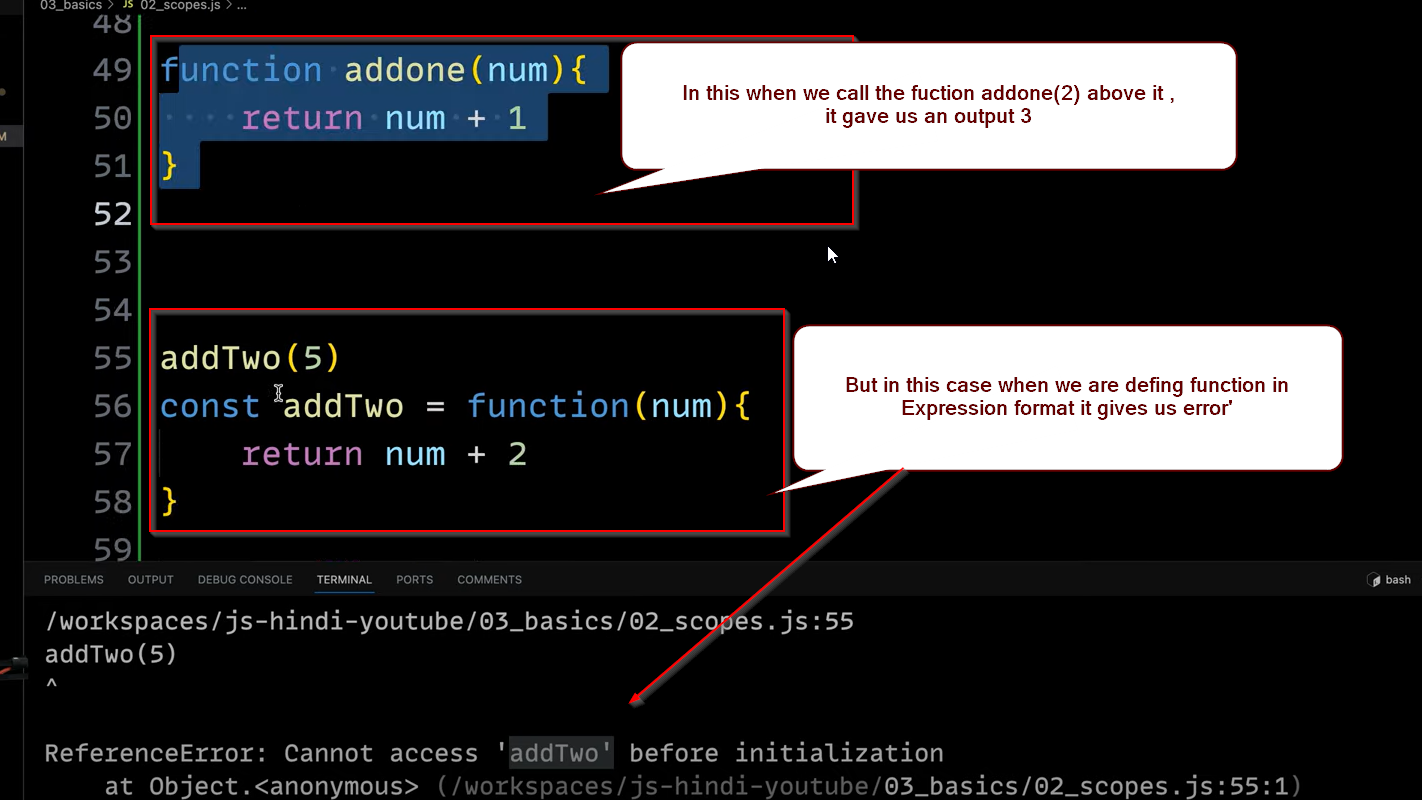 03_basics > JS 02_scopes.js > ...
48
49 function addone(num){
50 return num + 1
51 }
52
In this when we call the fuction addone(2) above it ,
it gave us an output 3
53
54
55 addTwo(5)
56 const addTwo = function(num){
57 return num + 2
58 }
59
But in this case when we are defing function in
Expression format it gives us error'
M
PROBLEMS OUTPUT DEBUG CONSOLE TERMINAL PORTS COMMENTS bash
/workspaces/js-hindi-youtube/03_basics/02_scopes.js:55
addTwo(5)
^
ReferenceError: Cannot access 'addTwo' before initialization
at Object.<anonymous> (/workspaces/js-hindi-youtube/03_basics/02_scopes.js:55:1)